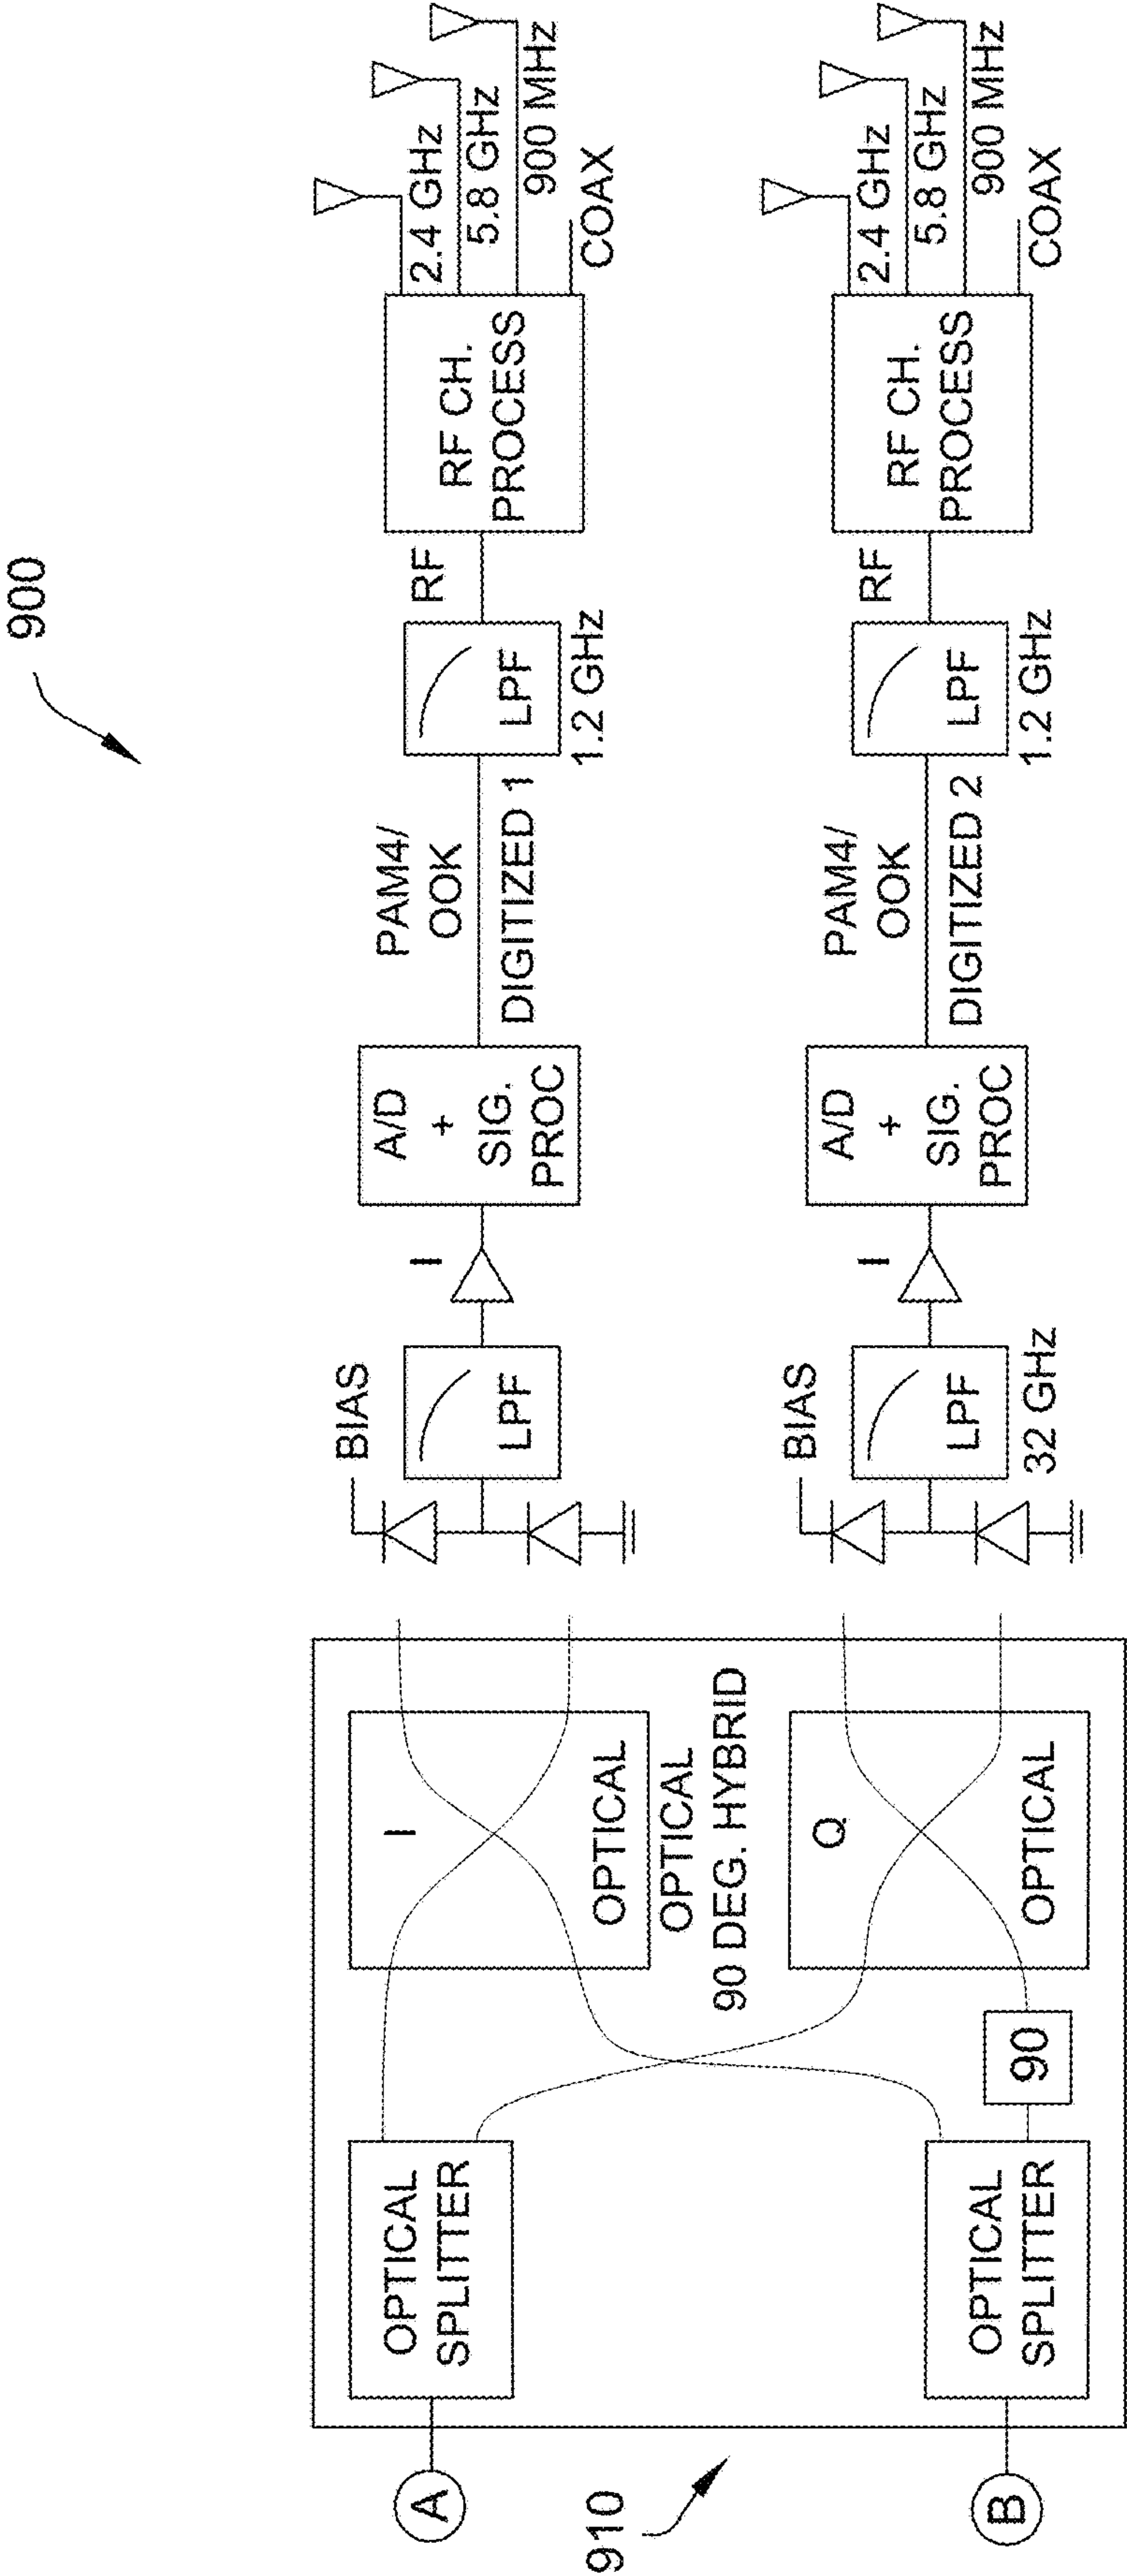 900
910
A
OPTICAL
SPLITTER
I
OPTICAL
OPTICAL
90 DEG. HYBRID
BIAS
LPF
I
A/D
+
SIG.
PROC
PAM4/
OOK
DIGITIZED 1
LPF
1.2 GHz
RF
RF CH.
PROCESS
2.4 GHz
5.8 GHz
900 MHz
COAX
B
OPTICAL
SPLITTER
90
Q
OPTICAL
BIAS
LPF
32 GHz
I
A/D
+
SIG.
PROC
PAM4/
OOK
DIGITIZED 2
LPF
1.2 GHz
RF
RF CH.
PROCESS
2.4 GHz
5.8 GHz
900 MHz
COAX